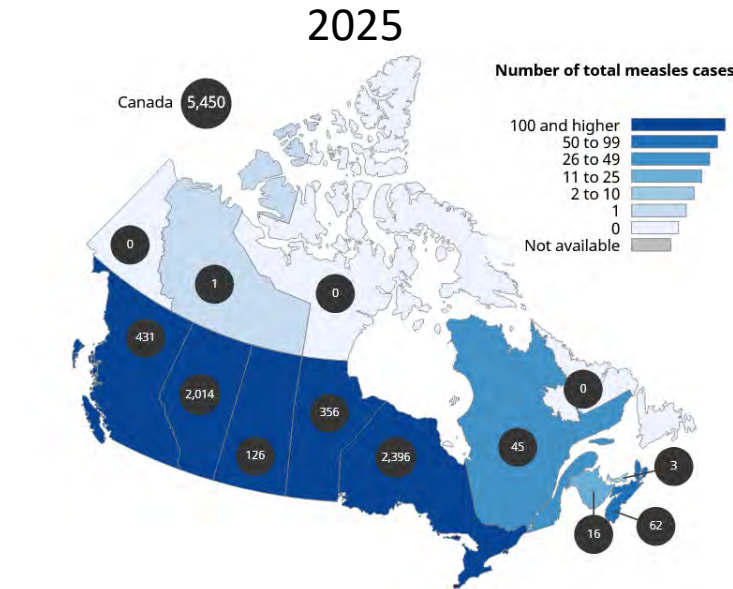 2025
Canada 5,450
Number of total measles cases
100 and higher
50 to 99
26 to 49
11 to 25
2 to 10
1
0
Not available
0
1
0
431
2,014
126
356
2,396
45
0
3
16
62